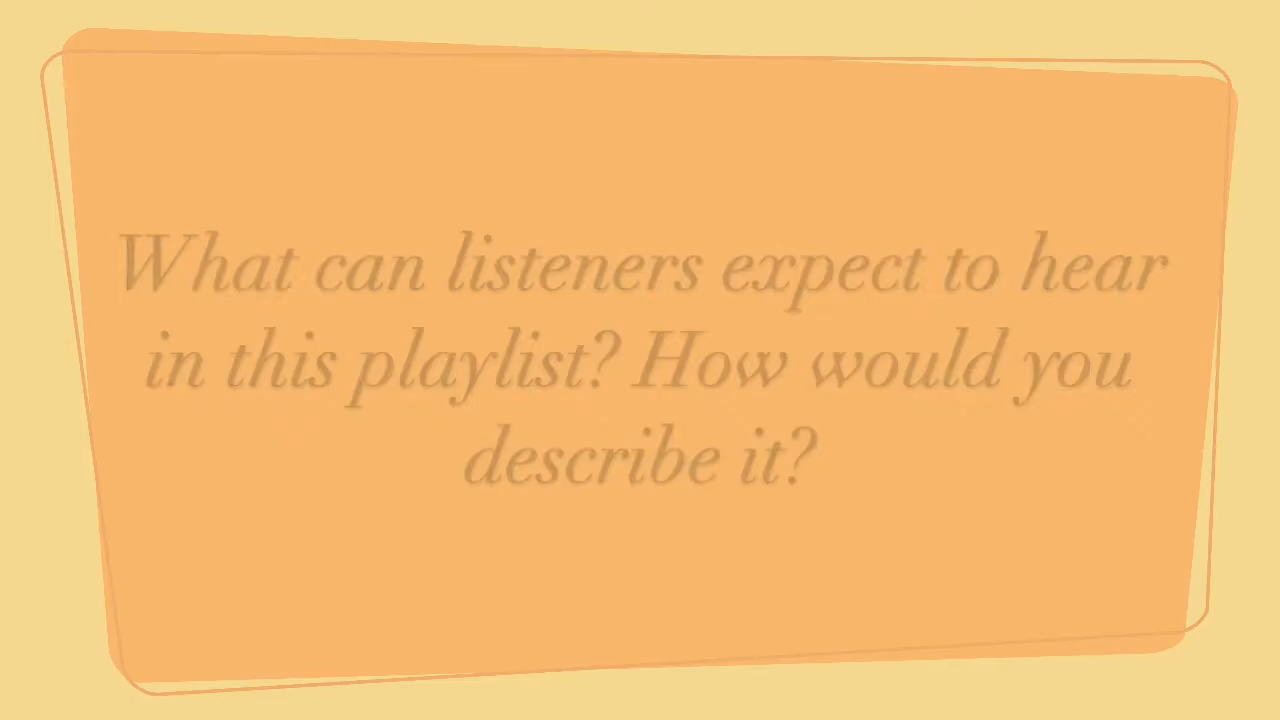 What can listeners expect to hear
in this playlist? How would you
describe it?